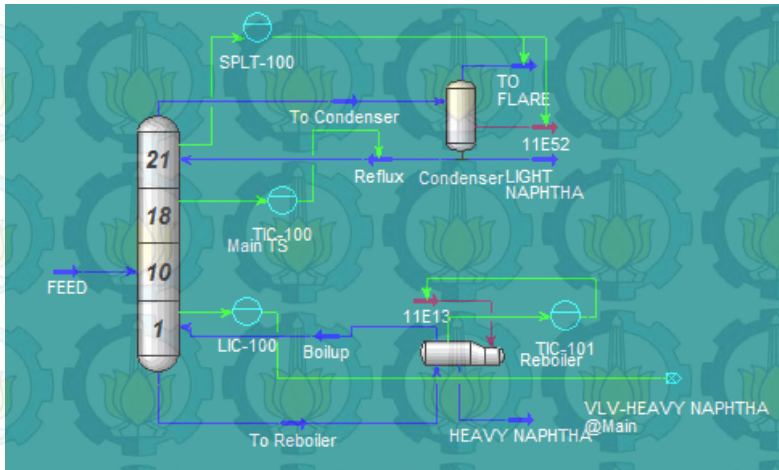 SPLT-100
TO
FLARE
To Condenser
11E52
21
Reflux
Condenser
LIGHT
NAPHTHA
18
TIC-100
Main TS
10
FEED
11E13
1
LIC-100
Boilup
TIC-101
Reboiler
VLV-HEAVY NAPHTHA
@Main
To Reboiler
HEAVY NAPHTHA